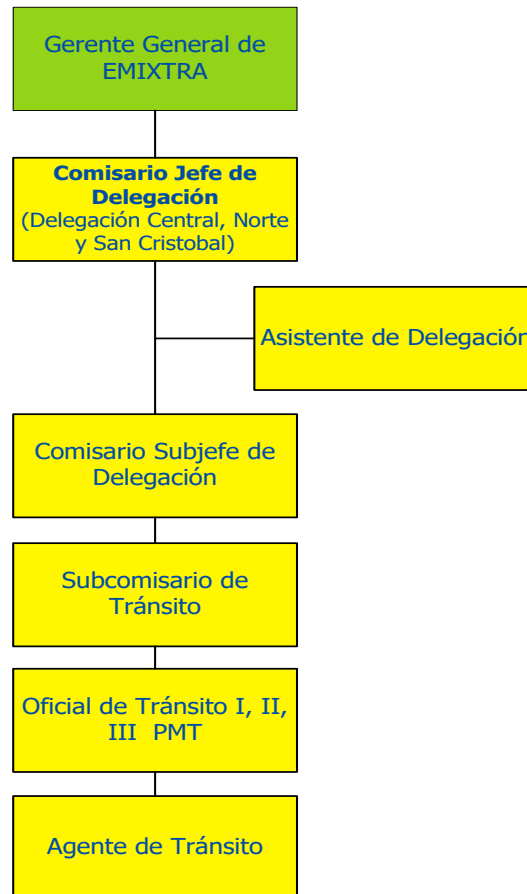 Gerente General de
EMIXTRA
Comisario Jefe de
Delegación
(Delegación Central, Norte
y San Cristobal)
Asistente de Delegación
Comisario Subjefe de
Delegación
Subcomisario de
Tránsito
Oficial de Tránsito I, II,
III PMT
Agente de Tránsito